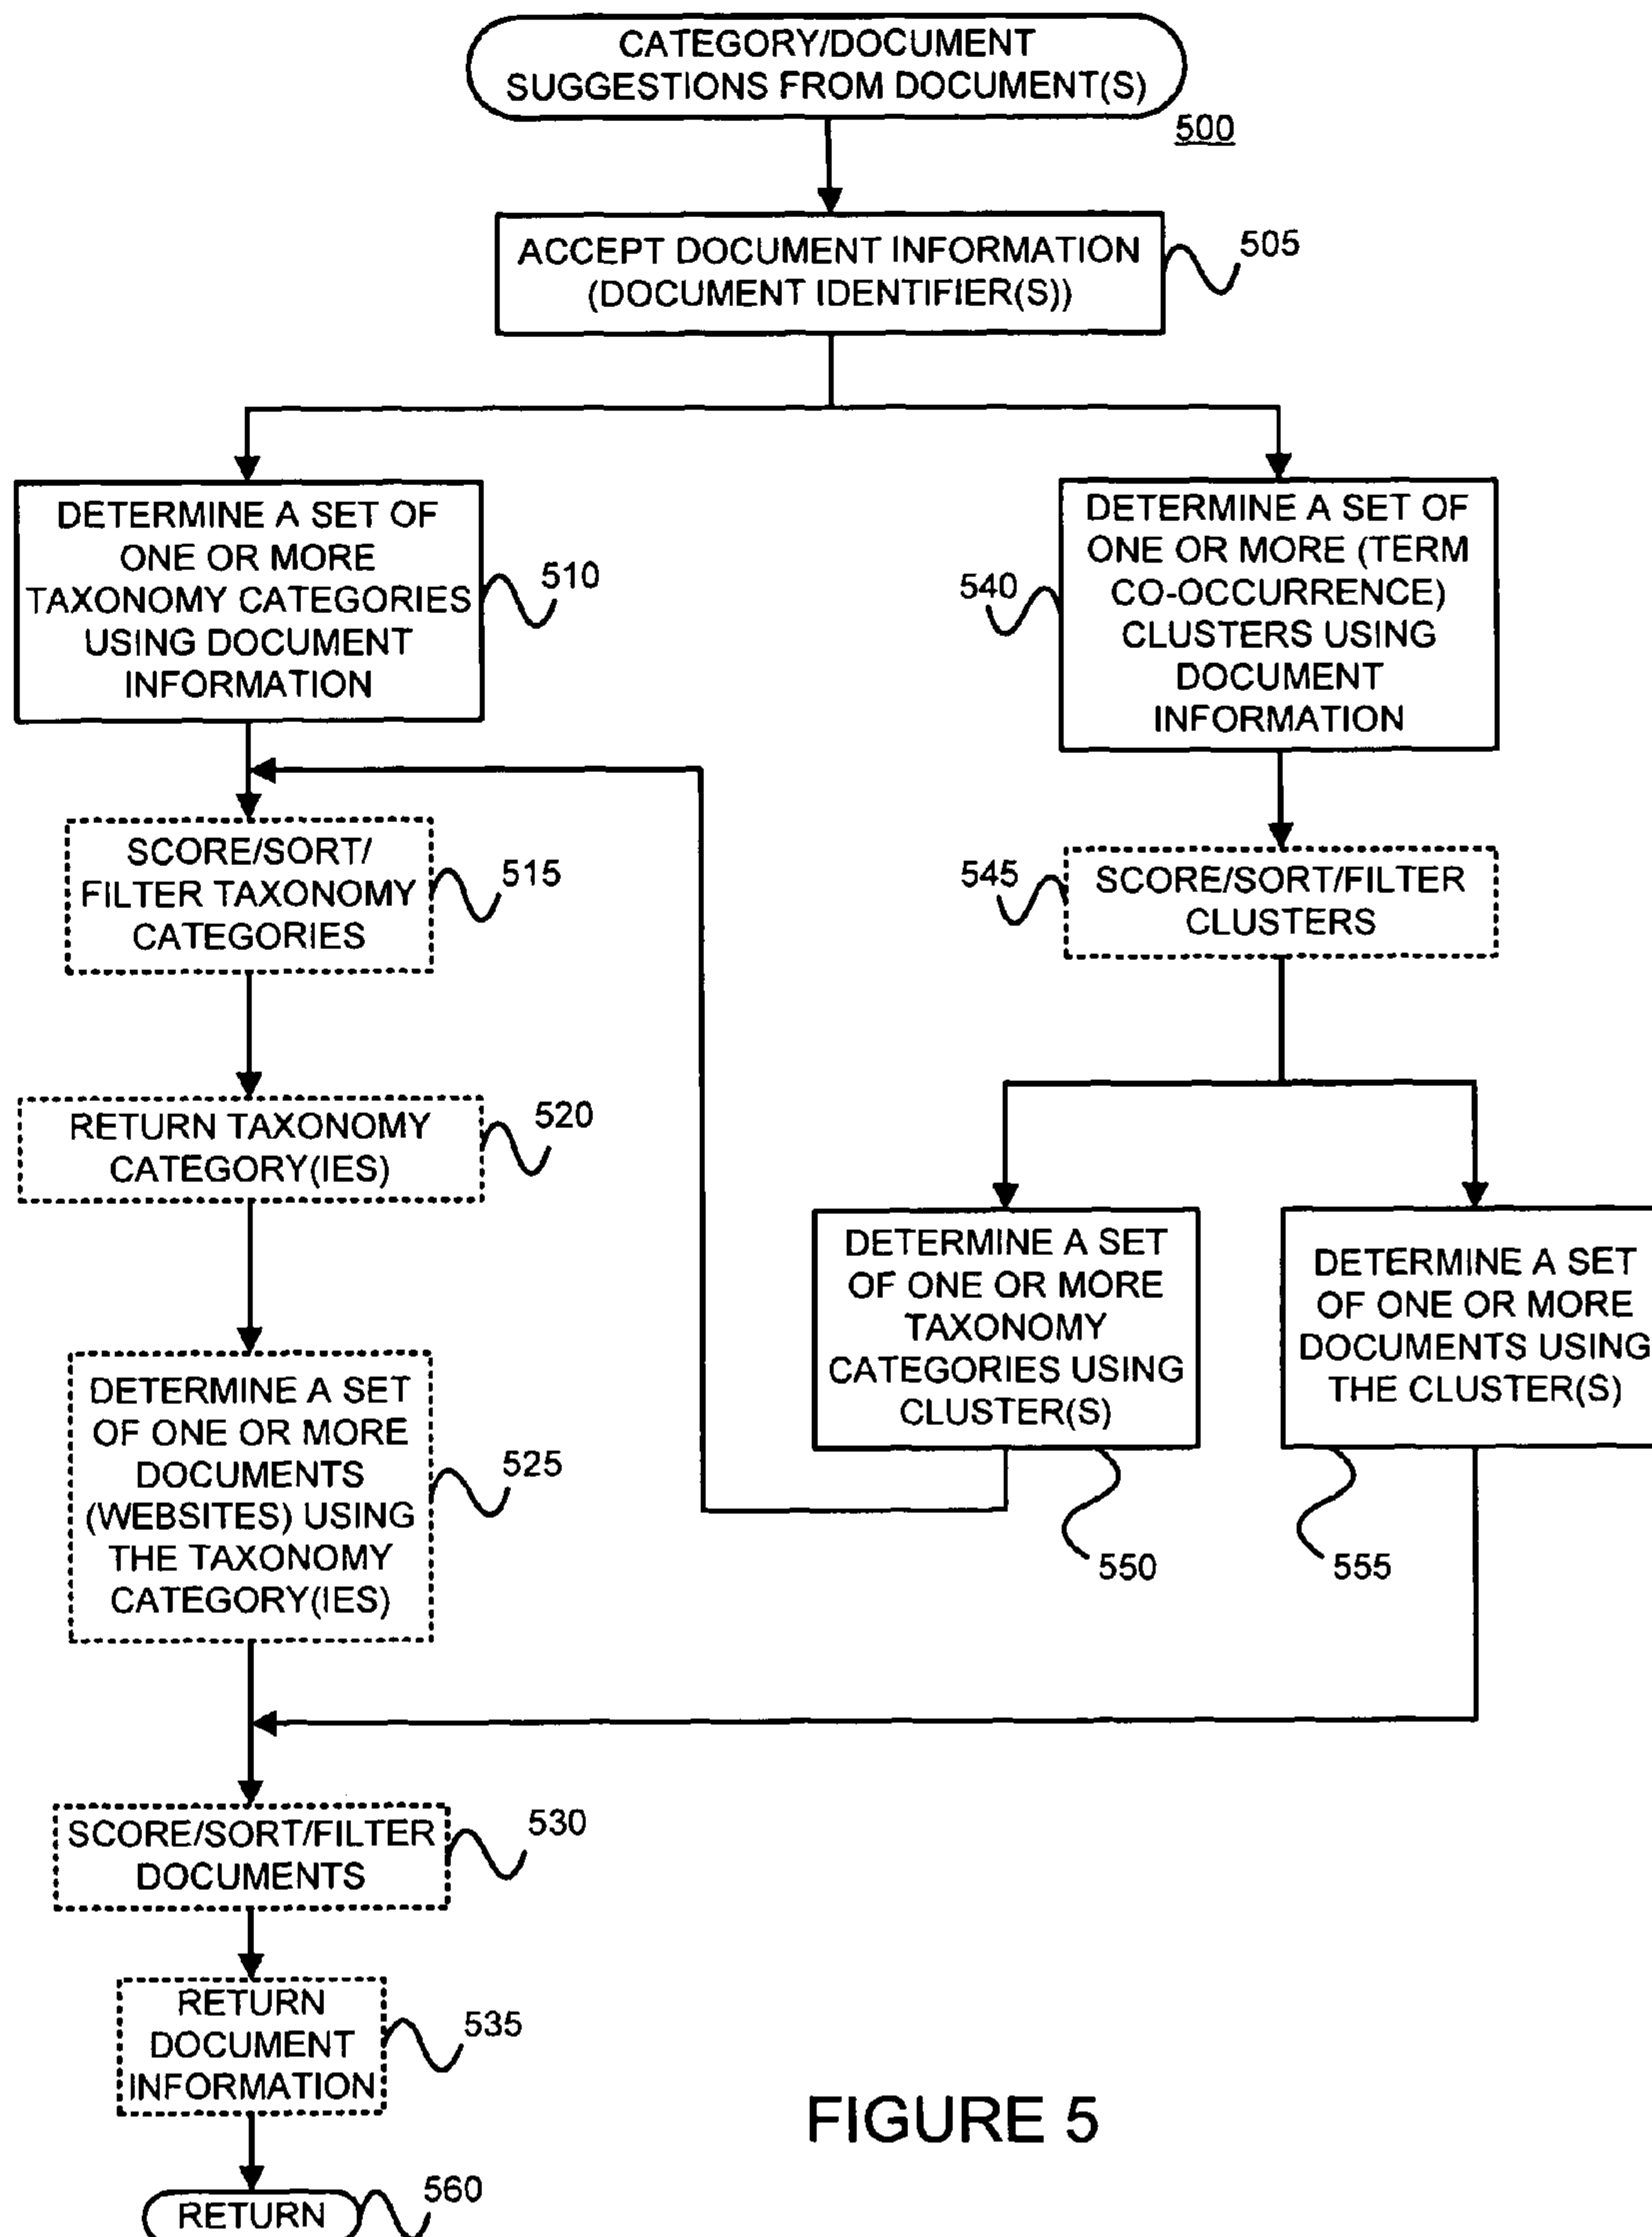 CATEGORY/DOCUMENT
SUGGESTIONS FROM DOCUMENT(S)
500
ACCEPT DOCUMENT INFORMATION
(DOCUMENT IDENTIFIER(S))
505
DETERMINE A SET OF
ONE OR MORE
TAXONOMY CATEGORIES
USING DOCUMENT
INFORMATION
510
DETERMINE A SET OF
ONE OR MORE (TERM
CO-OCCURRENCE)
CLUSTERS USING
DOCUMENT
INFORMATION
540
SCORE/SORT/
FILTER TAXONOMY
CATEGORIES
515
SCORE/SORT/FILTER
CLUSTERS
545
RETURN TAXONOMY
CATEGORY(IES)
520
DETERMINE A SET
OF ONE OR MORE
TAXONOMY
CATEGORIES USING
CLUSTER(S)
550
DETERMINE A SET
OF ONE OR MORE
DOCUMENTS USING
THE CLUSTER(S)
555
DETERMINE A SET
OF ONE OR MORE
DOCUMENTS
(WEBSITES) USING
THE TAXONOMY
CATEGORY(IES)
525
SCORE/SORT/FILTER
DOCUMENTS
530
RETURN
DOCUMENT
INFORMATION
535
RETURN
560
FIGURE 5